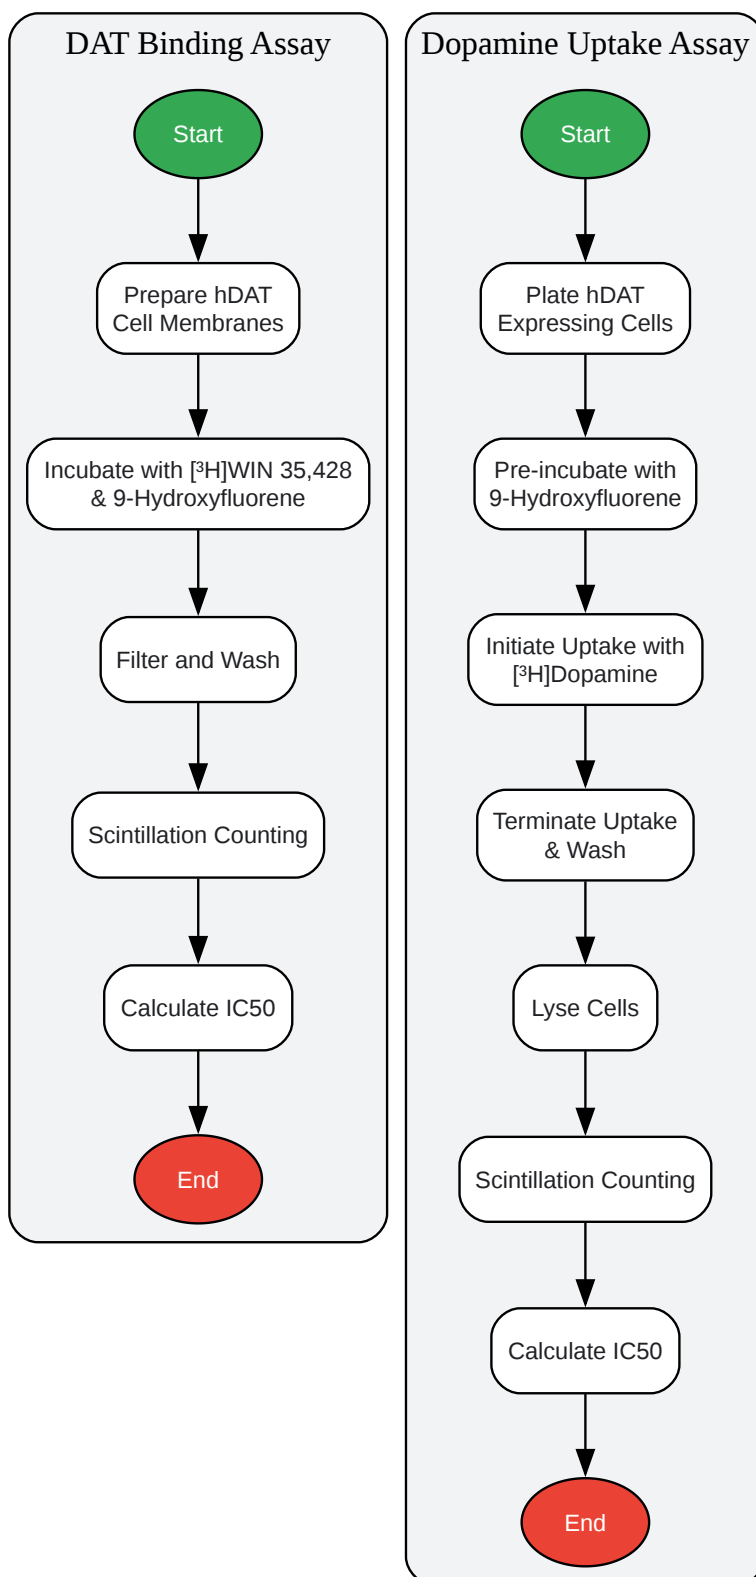 DAT Binding Assay
Start
Prepare hDAT
Cell Membranes
Incubate with [³H]WIN 35,428
& 9-Hydroxyfluorene
Filter and Wash
Scintillation Counting
Calculate IC50
End
Dopamine Uptake Assay
Start
Plate hDAT
Expressing Cells
Pre-incubate with
9-Hydroxyfluorene
Initiate Uptake with
[³H]Dopamine
Terminate Uptake
& Wash
Lyse Cells
Scintillation Counting
Calculate IC50
End